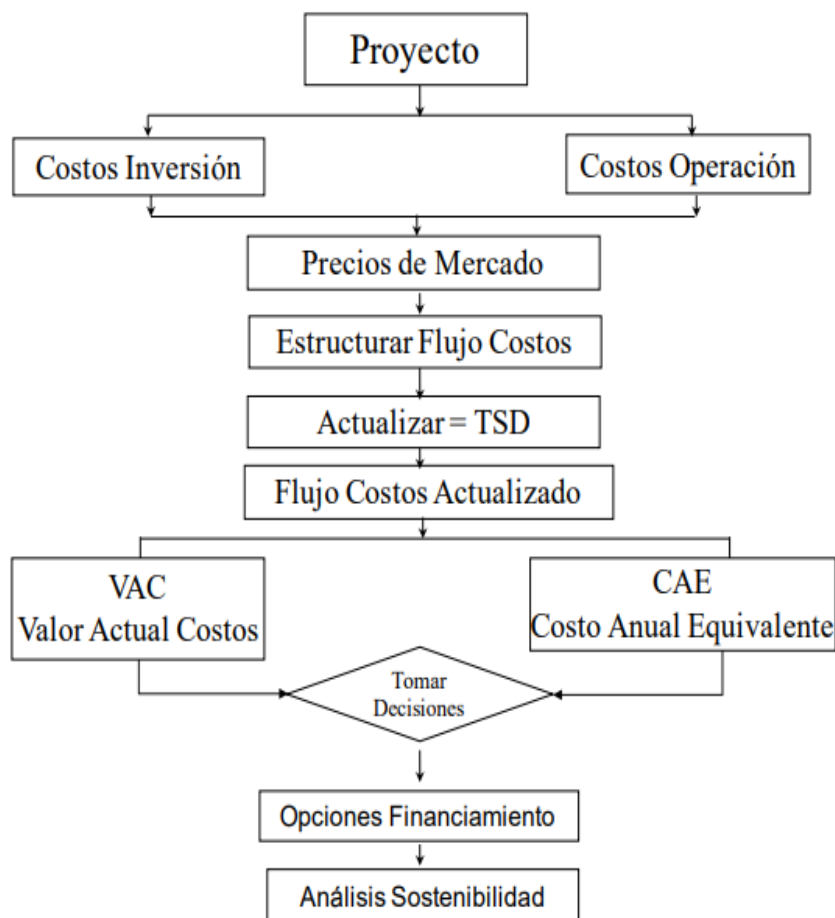 Proyecto
Costos Inversión
Costos Operación
Precios de Mercado
Estructurar Flujo Costos
Actualizar = TSD
Flujo Costos Actualizado
VAC
Valor Actual Costos
CAE
Costo Anual Equivalente
Tomar
Decisiones
Opciones Financiamiento
Análisis Sostenibilidad